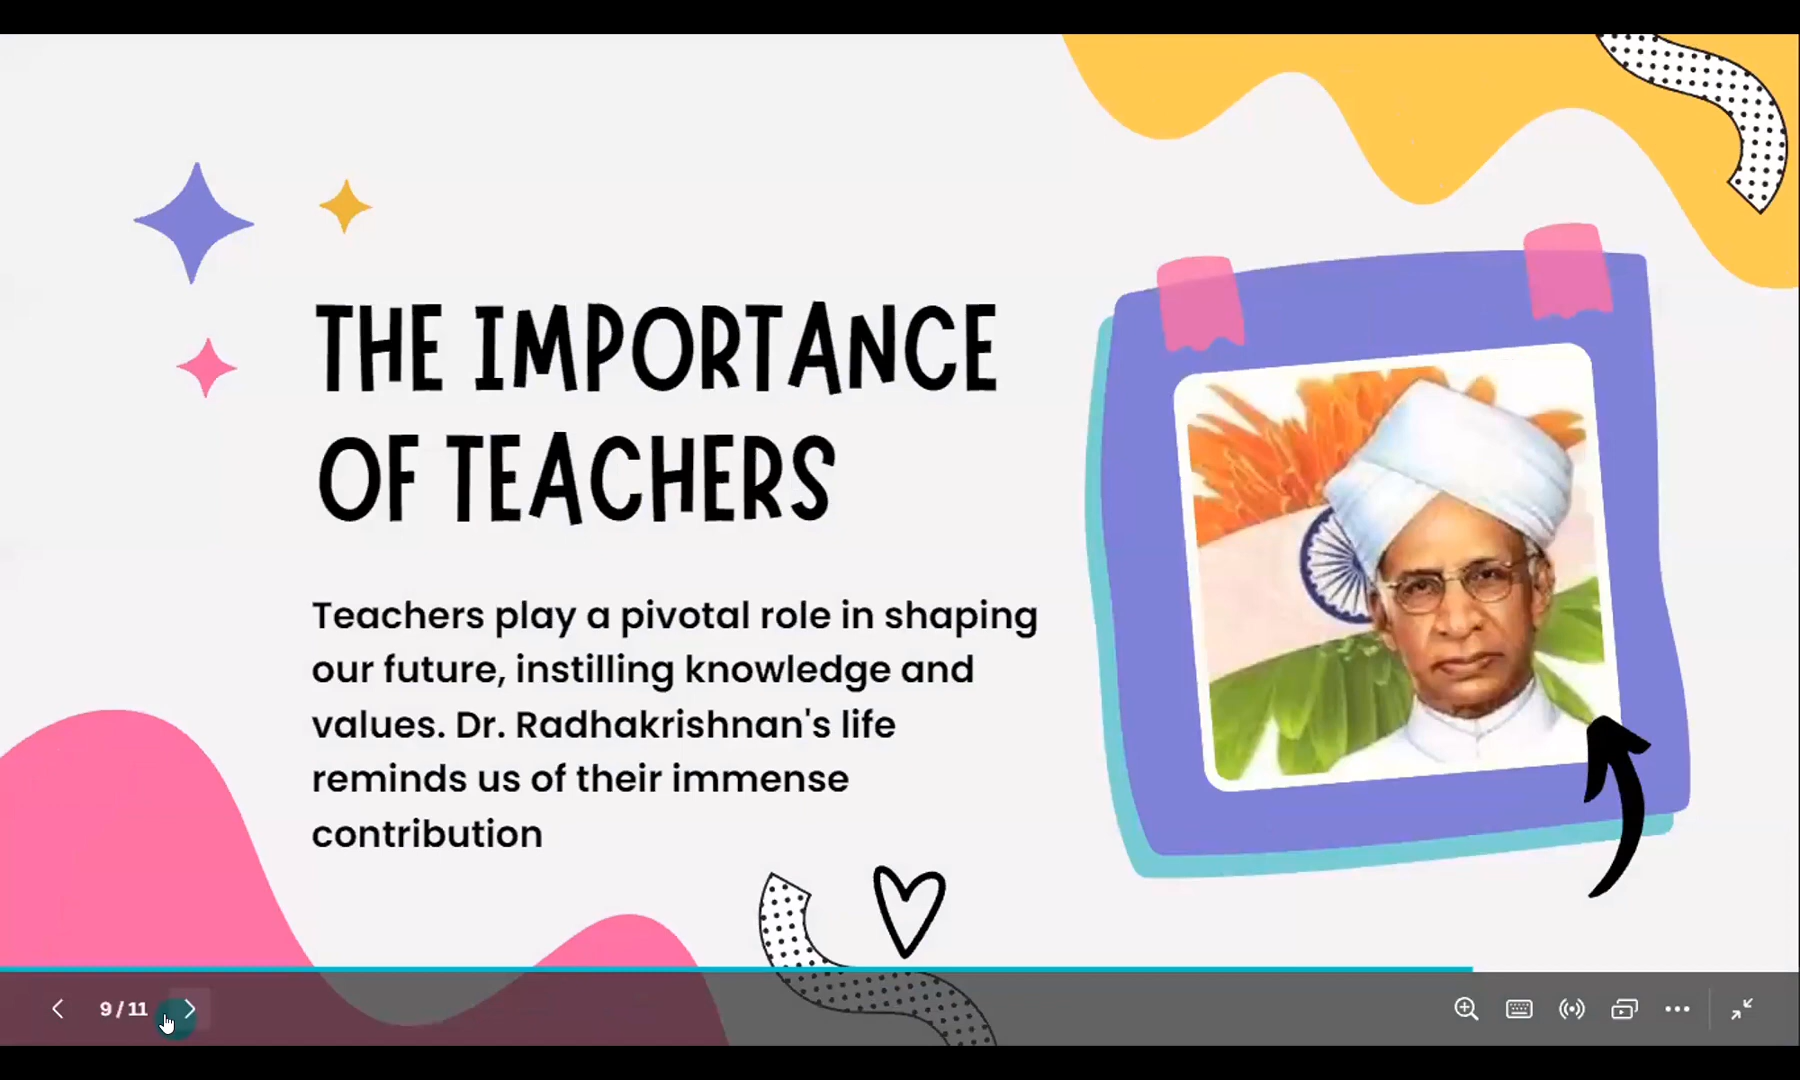 THE IMPORTANCE
OF TEACHERS
Teachers play a pivotal role in shaping
our future, instilling knowledge and
values. Dr. Radhakrishnan's life
reminds us of their immense
contribution
9 / 11